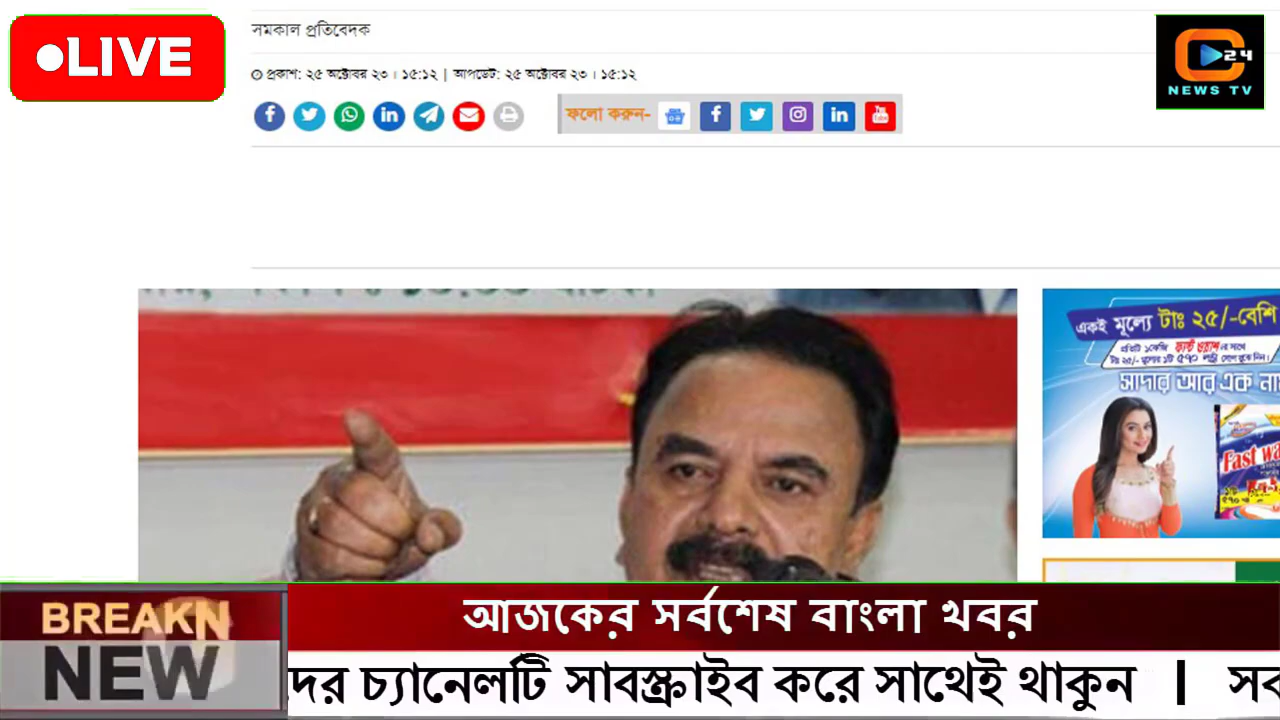 LIVE
সমকাল প্রতিবেদক
24
NEWS TV
প্রকাশ: ২৫ অক্টোবর ২৩ । ১৫:১২ | আপডেট: ২৫ অক্টোবর ২৩ । ১৫:১২
ফলো করুন-
একই মূল্যে টাঃ ২৫/-বেশি
সাদার আর এক
Fast
BREAKN
NEW
আজকের সর্বশেষ বাংলা খবর
দের চ্যানেলটি সাবস্ক্রাইব করে সাথেই থাকুন | সব